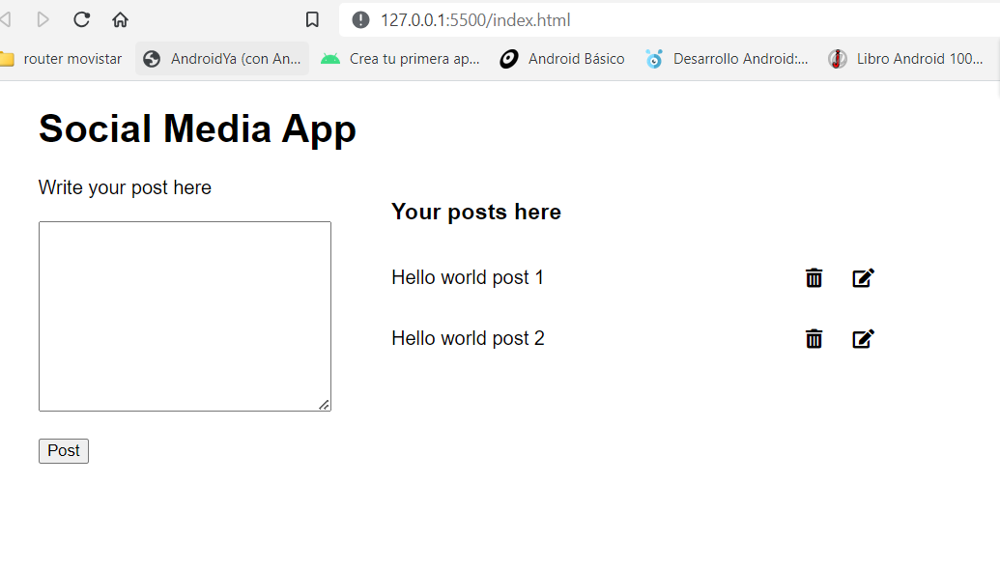 127.0.0.1:5500/index.html
router movistar
AndroidYa (con An...
Crea tu primera ap...
Android Básico
Desarrollo Android:...
Libro Android 100...
Social Media App
Write your post here
Your posts here
Hello world post 1
Hello world post 2
Post